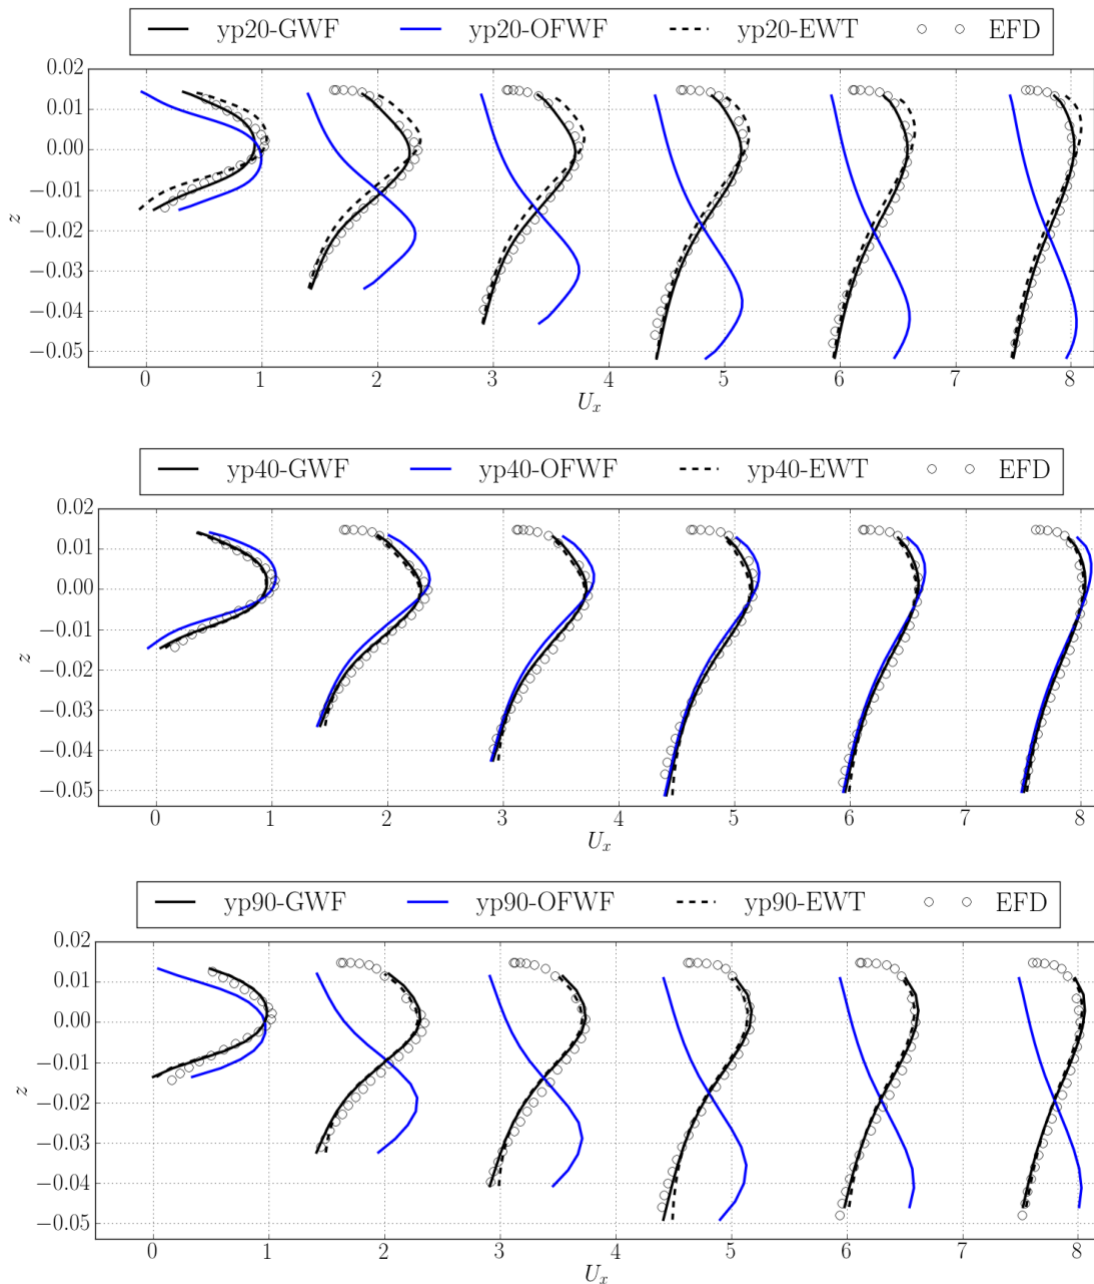 yp20-GWF yp20-OFWF yp20-EWT EFD
0.02
0.01
0.00
−0.01
−0.02
−0.03
−0.04
−0.05
z
0 1 2 3 4 5 6 7 8
U_x
yp40-GWF yp40-OFWF yp40-EWT EFD
0.02
0.01
0.00
−0.01
−0.02
−0.03
−0.04
−0.05
z
0 1 2 3 4 5 6 7 8
U_x
yp90-GWF yp90-OFWF yp90-EWT EFD
0.02
0.01
0.00
−0.01
−0.02
−0.03
−0.04
−0.05
z
0 1 2 3 4 5 6 7 8
U_x